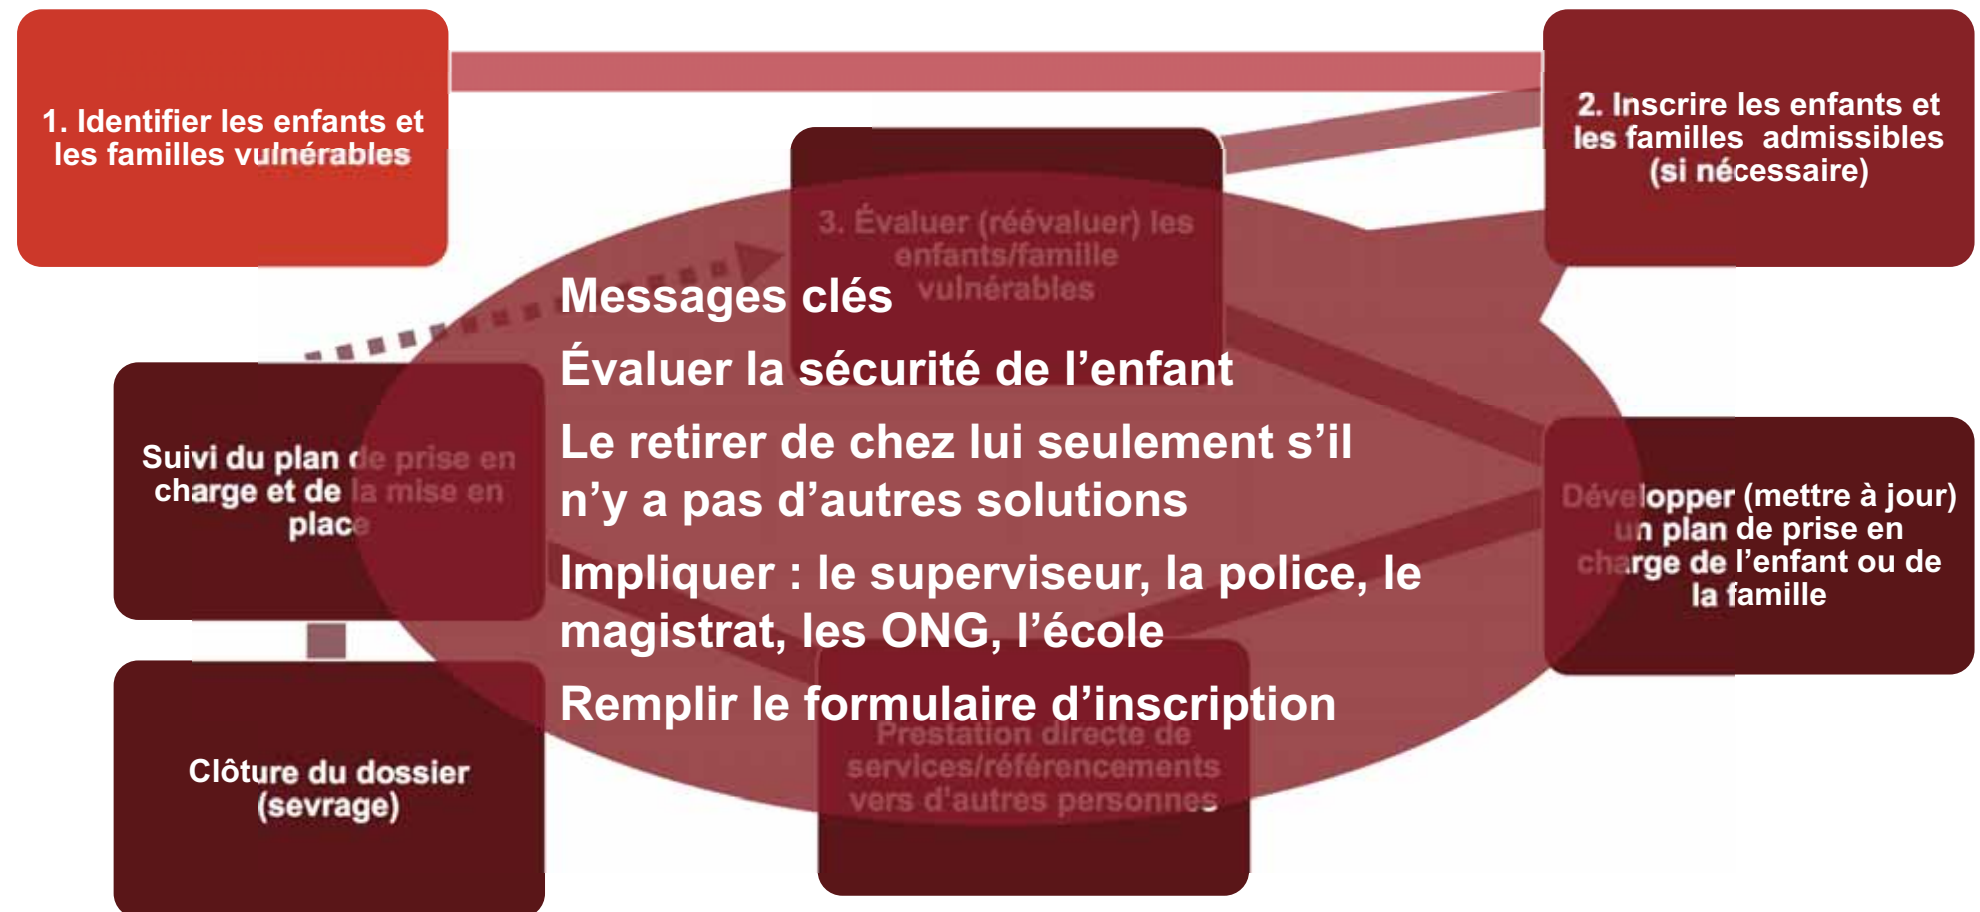 1. Identifier les enfants et
les familles vulnérables
2. Inscrire les enfants et
les familles admissibles
(si nécessaire)
3. Évaluer (réévaluer) les
enfants/famille
vulnérables
Messages clés
Évaluer la sécurité de l’enfant
Le retirer de chez lui seulement s’il
n’y a pas d’autres solutions
Impliquer : le superviseur, la police, le
magistrat, les ONG, l’école
Remplir le formulaire d’inscription
Suivi du plan de prise en
charge et de la mise en
place
Développer (mettre à jour)
un plan de prise en
charge de l’enfant ou de
la famille
Clôture du dossier
(sevrage)
Prestation directe de
services/référencements
vers d’autres personnes